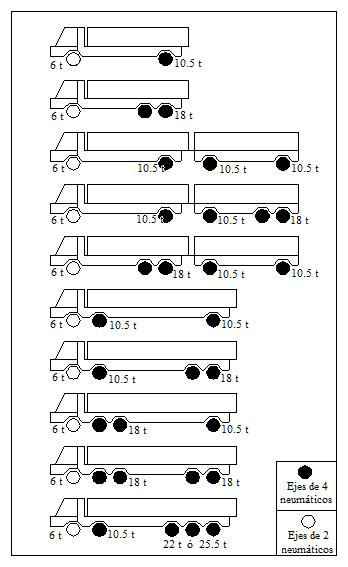 6 t 10.5 t
6 t 18 t
6 t 10.5 t 10.5 t 10.5 t
6 t 10.5 t 10.5 t 18 t
6 t 18 t 10.5 t 10.5 t
6 t 10.5 t 10.5 t
6 t 10.5 t 18 t
6 t 18 t 10.5 t
6 t 18 t 18 t
6 t 10.5 t
22 t ó 25.5 t
Ejes de 4
neumáticos
Ejes de 2
neumáticos